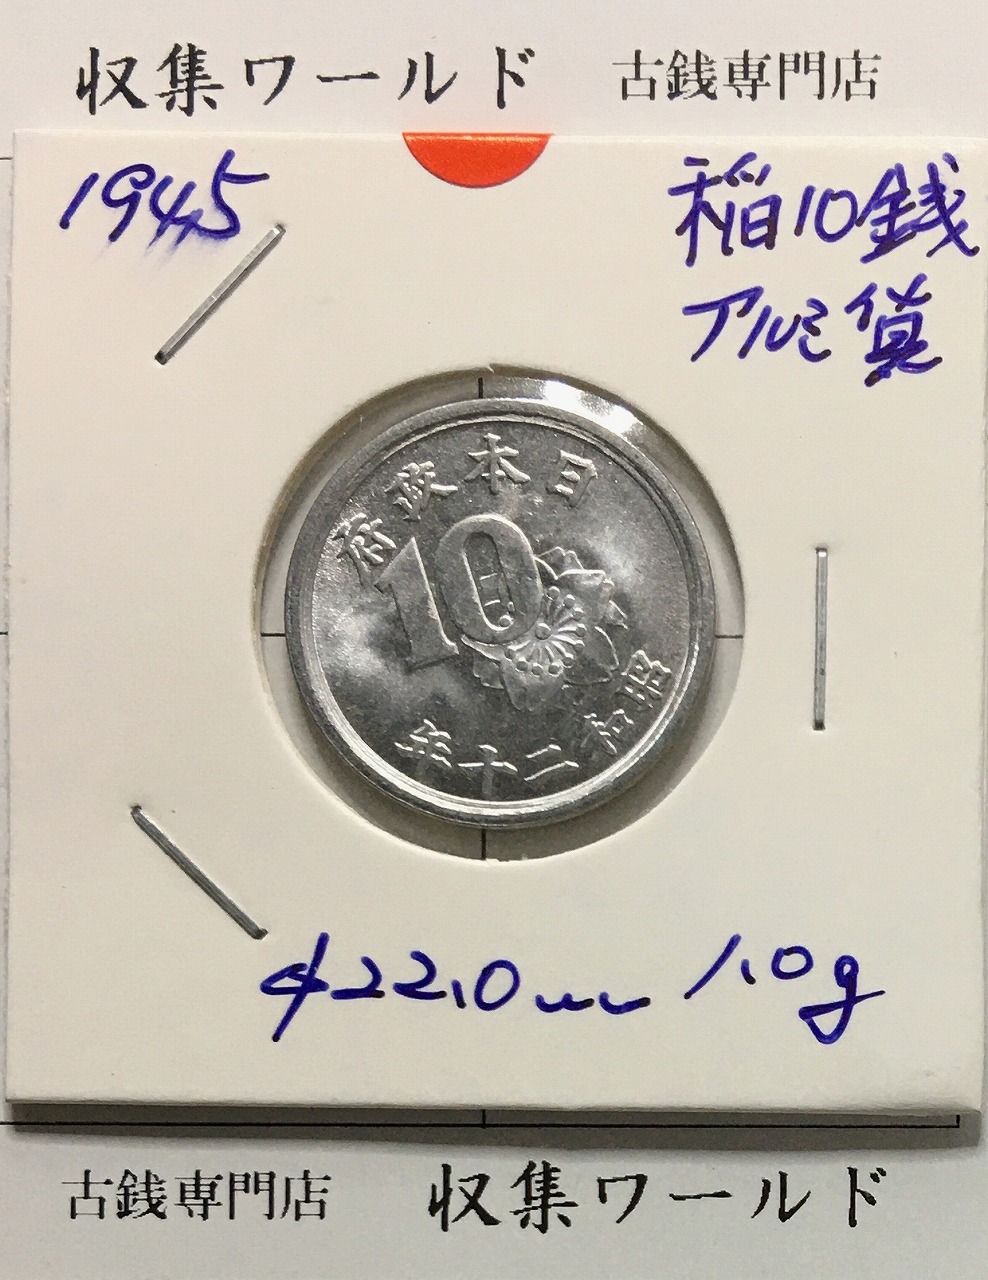 収集ワールド 古銭専門店
1945 稲10銭
アルミ貨
日本政府
10
昭和二十年
φ22.0mm 1.0g
古銭専門店 収集ワールド